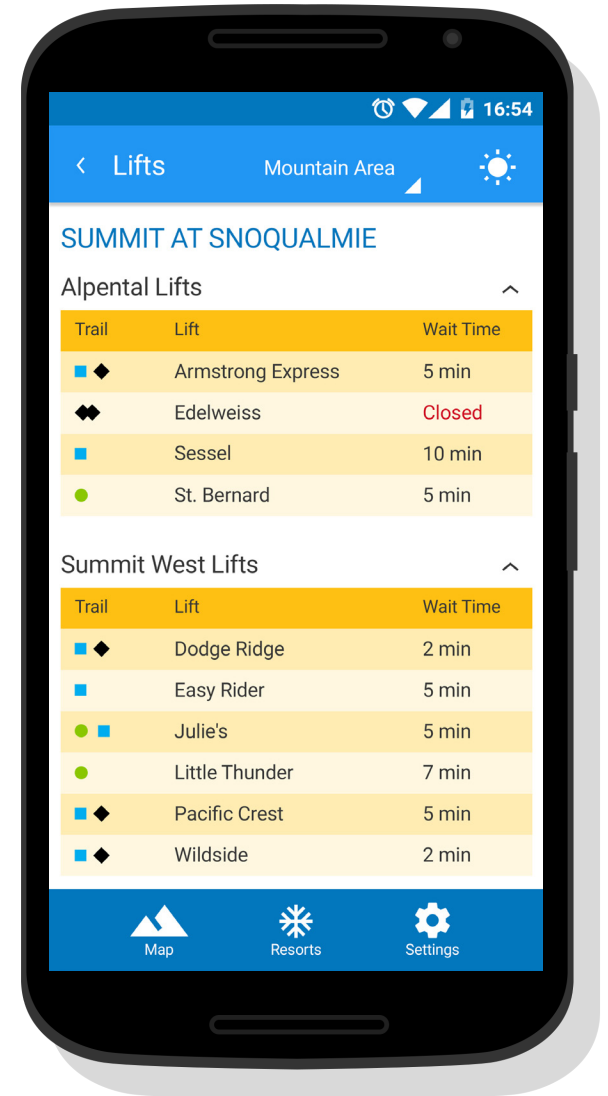 16:54
Lifts Mountain Area
SUMMIT AT SNOQUALMIE
Alpental Lifts
Trail Lift Wait Time
Armstrong Express 5 min
Edelweiss Closed
Sessel 10 min
St. Bernard 5 min
Summit West Lifts
Trail Lift Wait Time
Dodge Ridge 2 min
Easy Rider 5 min
Julie's 5 min
Little Thunder 7 min
Pacific Crest 5 min
Wildside 2 min
Map Resorts Settings